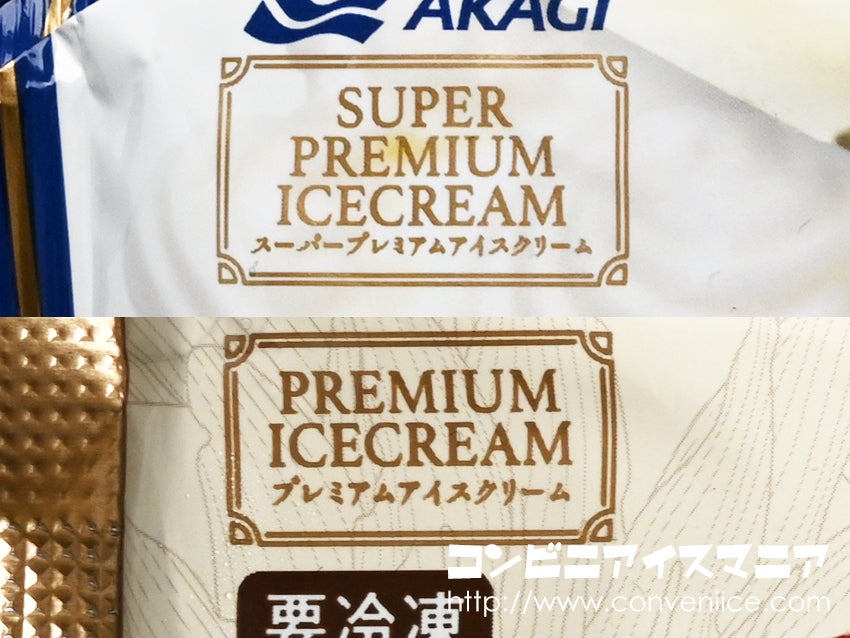 AKAGI
SUPER
PREMIUM
ICECREAM
スーパープレミアムアイスクリーム
PREMIUM
ICECREAM
プレミアムアイスクリーム
コンビニアイスマニア
http://www.conveniice.com
要冷凍